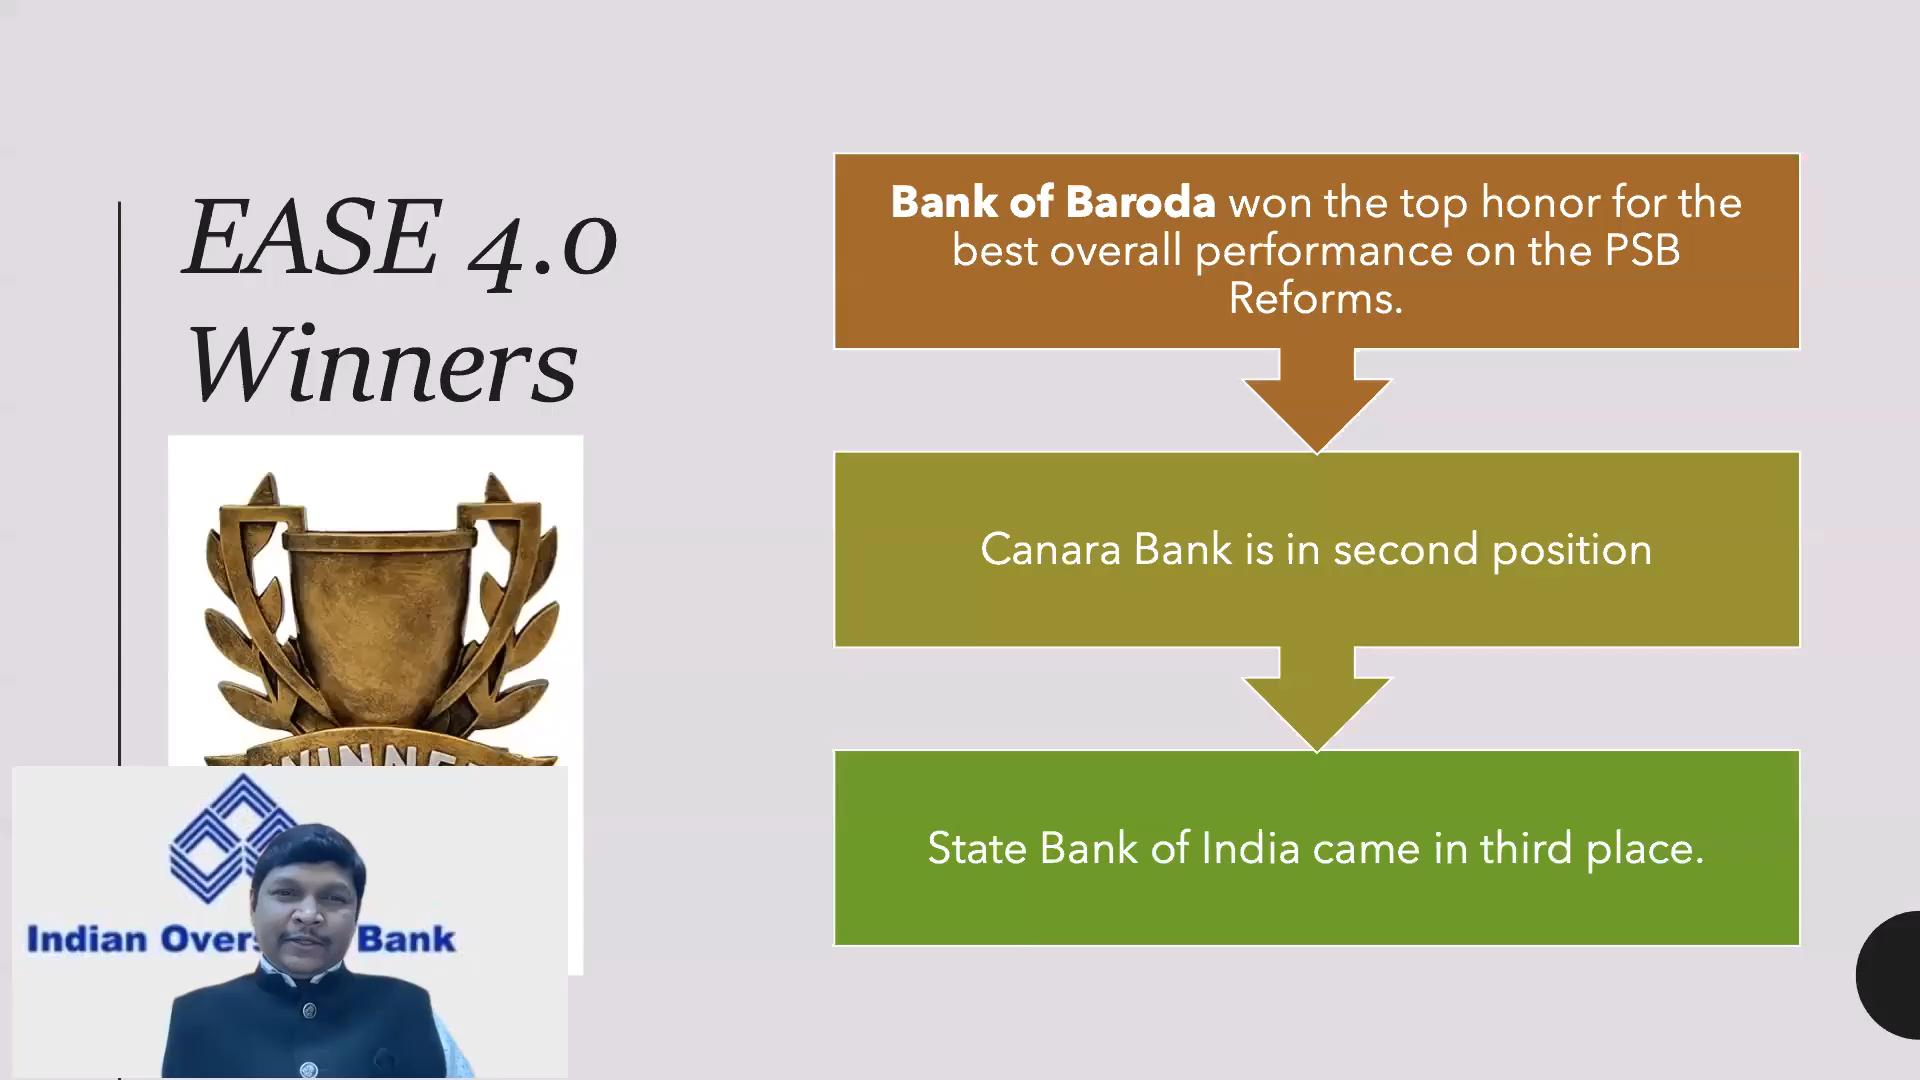 EASE 4.0
Winners
Bank of Baroda won the top honor for the
best overall performance on the PSB
Reforms.
Canara Bank is in second position
State Bank of India came in third place.
Indian Bank